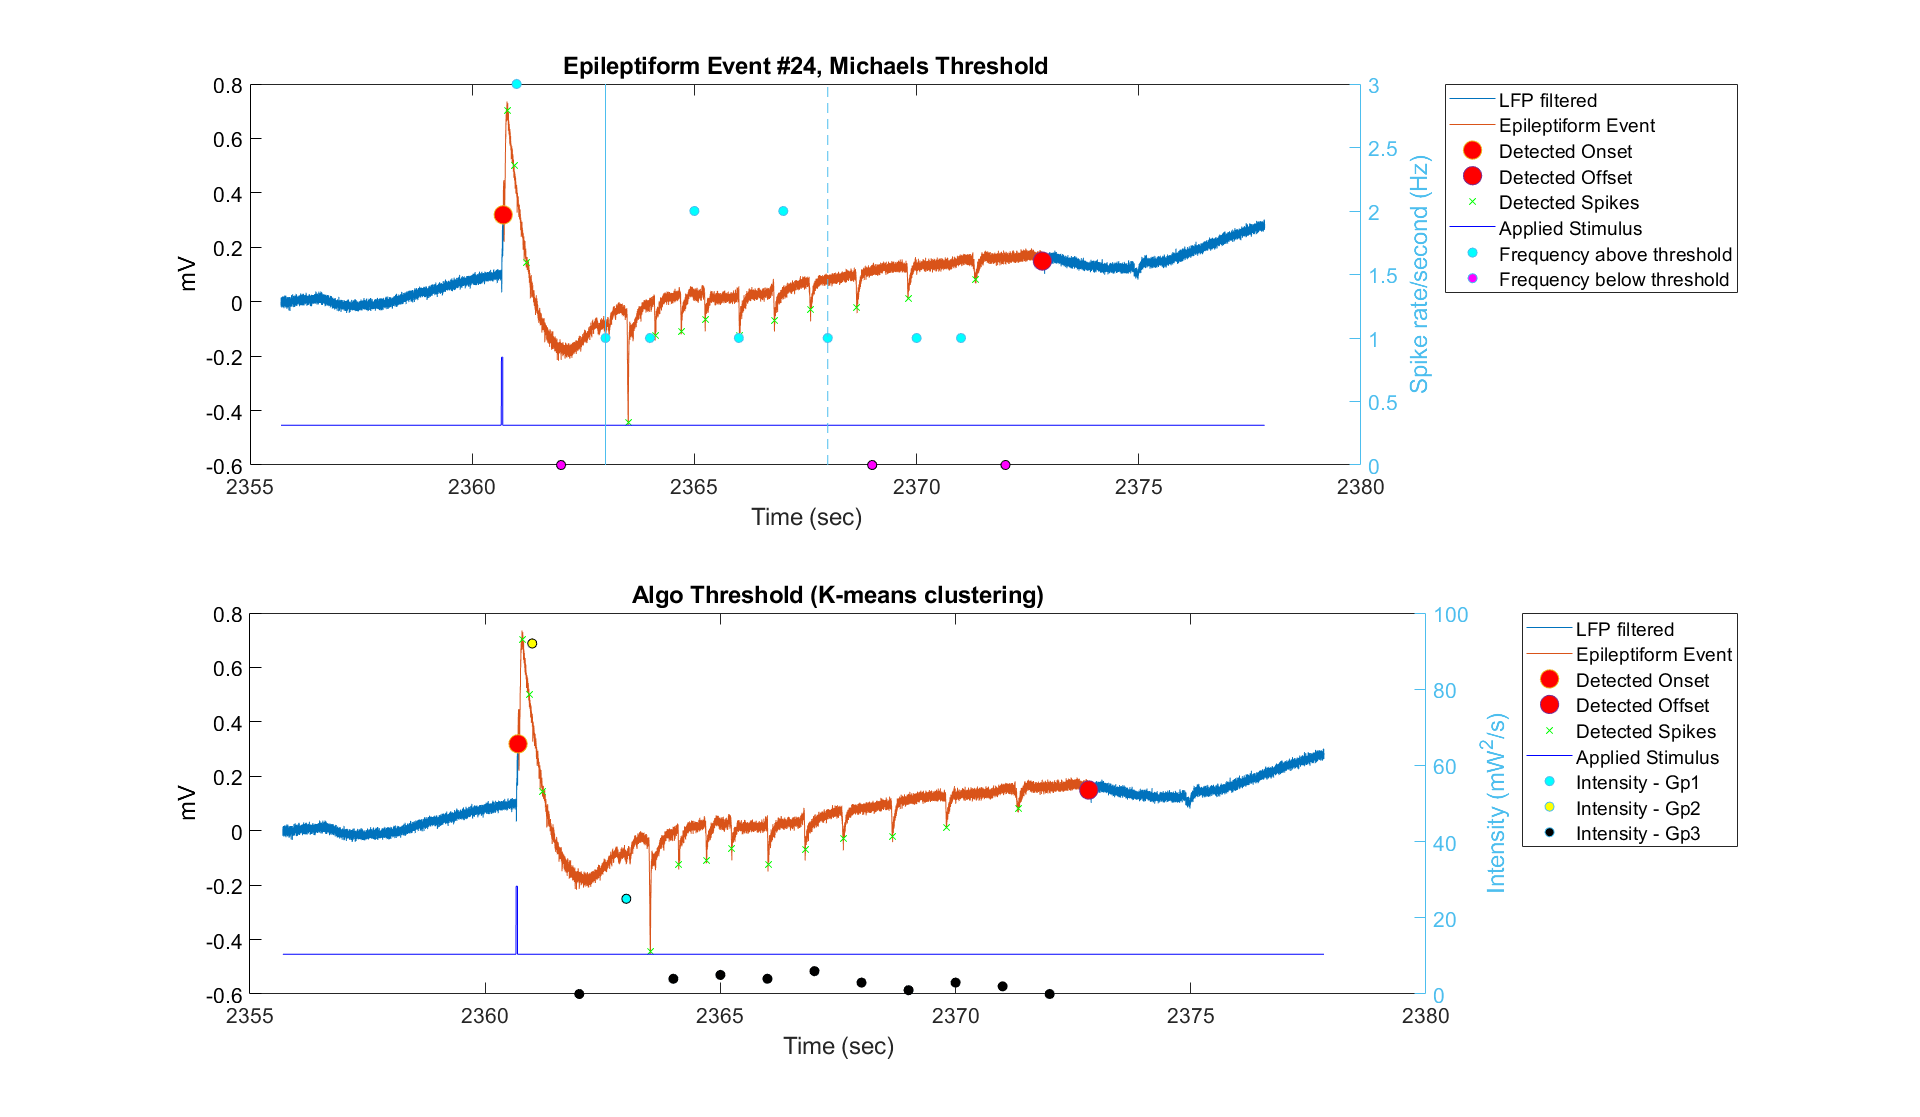 Epileptiform Event #24, Michaels Threshold
0.8
0.6
0.4
0.2
0
-0.2
-0.4
-0.6
mV
2355
2360
2365
2370
2375
2380
Time (sec)
3
2.5
2
1.5
1
0.5
0
Spike rate/second (Hz)
LFP filtered
Epileptiform Event
Detected Onset
Detected Offset
Detected Spikes
Applied Stimulus
Frequency above threshold
Frequency below threshold
Algo Threshold (K-means clustering)
0.8
0.6
0.4
0.2
0
-0.2
-0.4
-0.6
mV
2355
2360
2365
2370
2375
2380
Time (sec)
100
80
60
40
20
0
Intensity (mW²/s)
LFP filtered
Epileptiform Event
Detected Onset
Detected Offset
Detected Spikes
Applied Stimulus
Intensity - Gp1
Intensity - Gp2
Intensity - Gp3